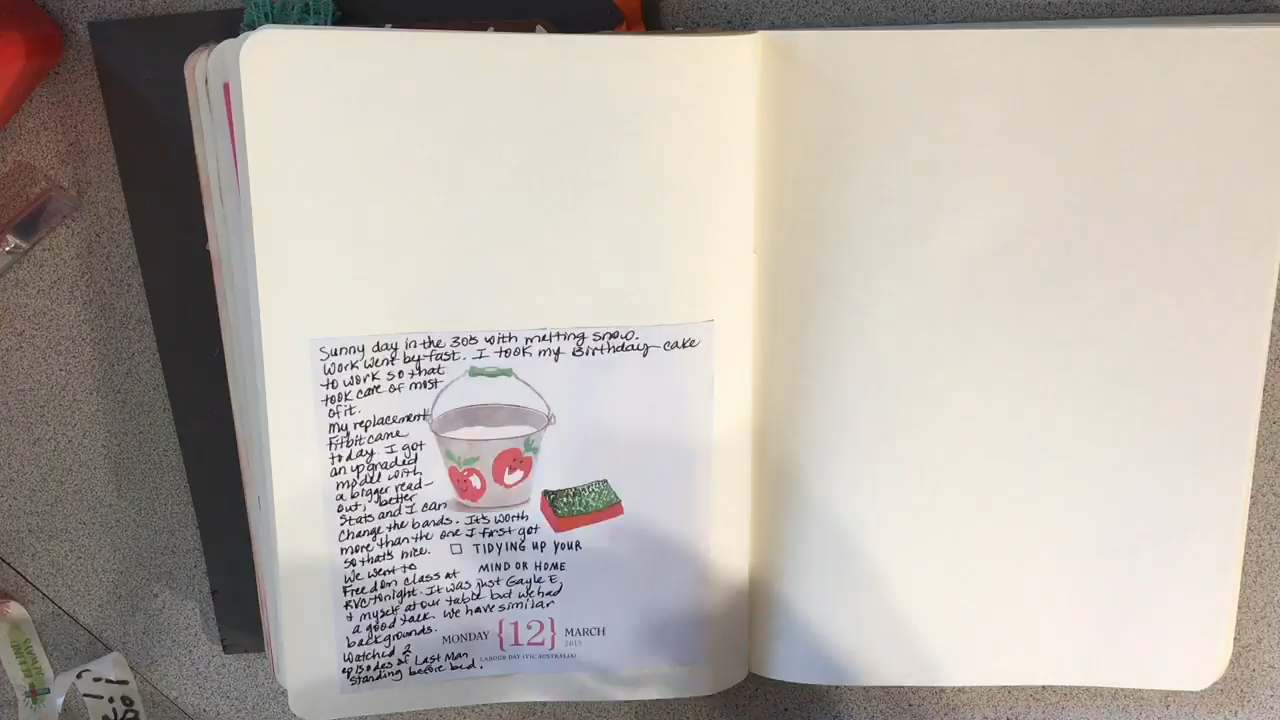 Sunny day in the 30s with melting snow.
Work went by fast. I took my Birthday cake
to work so that
took care of most
of it.
My replacement
Fitbit came
today. I got
an upgraded
model with
a bigger read-
out, better
stats and I can
change the bands. It's worth
more than the one I first got
so that's nice.
TIDYING UP YOUR
MIND OR HOME
We went to
Freedom class at
RVC tonight. It was just Gayle E.
+ myself at our table but we had
a good talk. We have similar
backgrounds.
MONDAY {12} MARCH
LABOUR DAY (VIC AUSTRALIA)
Watched 2
episodes of Last Man
Standing before bed.